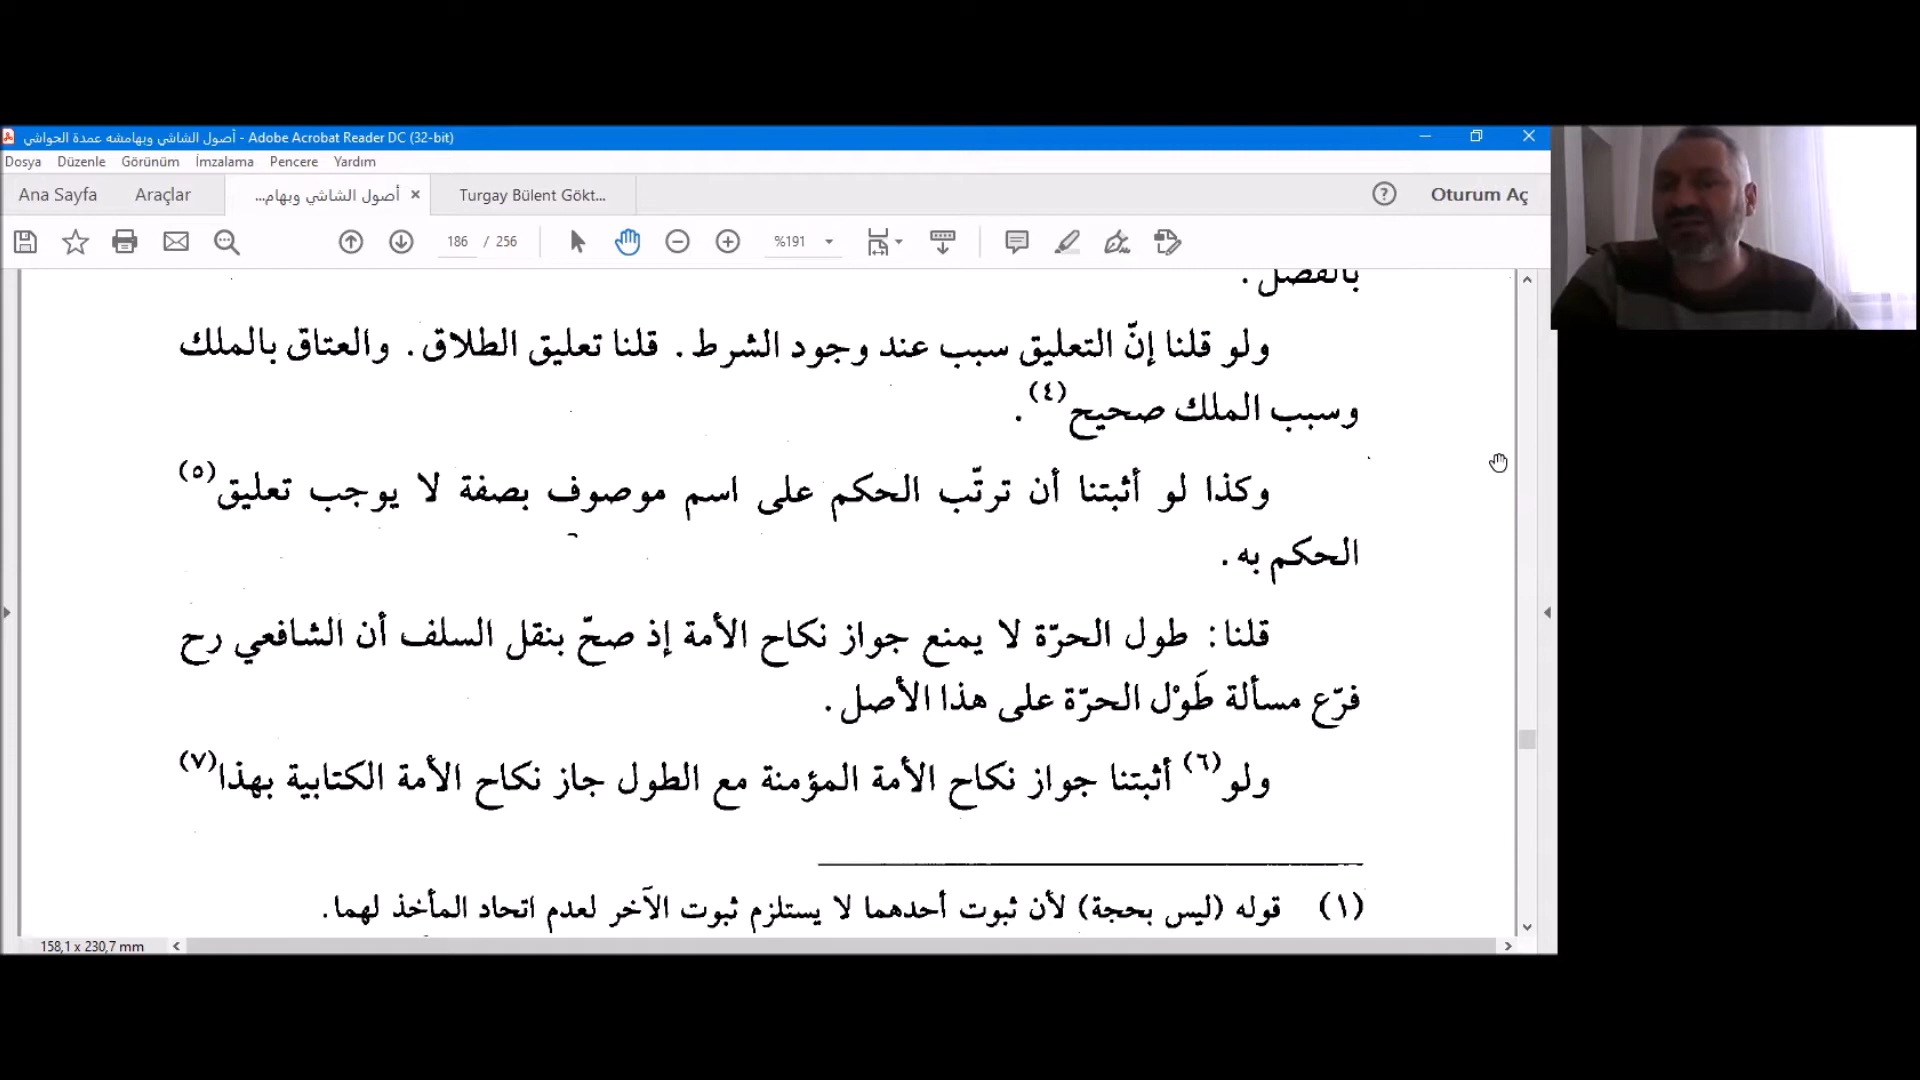 أصول الشاشي وبهامشه عمدة الحواشي - Adobe Acrobat Reader DC (32-bit)
Dosya Düzenle Görünüm İmzalama Pencere Yardım
Ana Sayfa Araçlar أصول الشاشي وبهام... × Turgay Bülent Gökt... Oturum Aç
186 / 256 %191
بالفصل .
ولو قلنا إنّ التعليق سبب عند وجود الشرط . قلنا تعليق الطلاق . والعتاق بالملك
وسبب الملك صحيح(٤) .
وكذا لو أثبتنا أن ترتّب الحكم على اسم موصوف بصفة لا يوجب تعليق(٥)
الحكم به .
قلنا : طول الحرّة لا يمنع جواز نكاح الأمة إذ صحّ بنقل السلف أن الشافعي رح
فرّع مسألة طَوْل الحرّة على هذا الأصل .
ولو(٦) أثبتنا جواز نكاح الأمة المؤمنة مع الطول جاز نكاح الأمة الكتابية بهذا(٧)
(١) قوله (ليس بحجة) لأن ثبوت أحدهما لا يستلزم ثبوت الآخر لعدم اتحاد المأخذ لهما.
158,1 x 230,7 mm